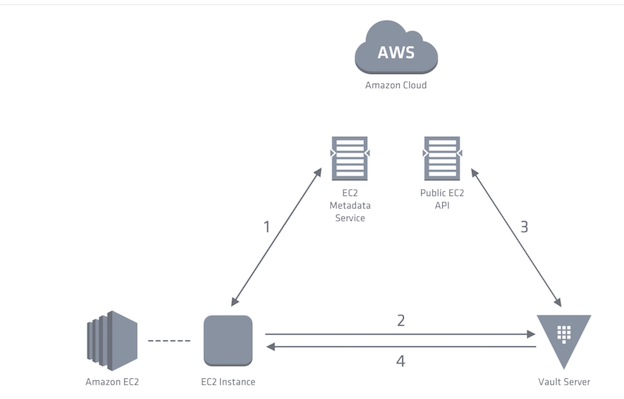 AWS
Amazon Cloud
EC2
Metadata
Service
Public EC2
API
1
3
2
4
Amazon EC2
EC2 Instance
Vault Server